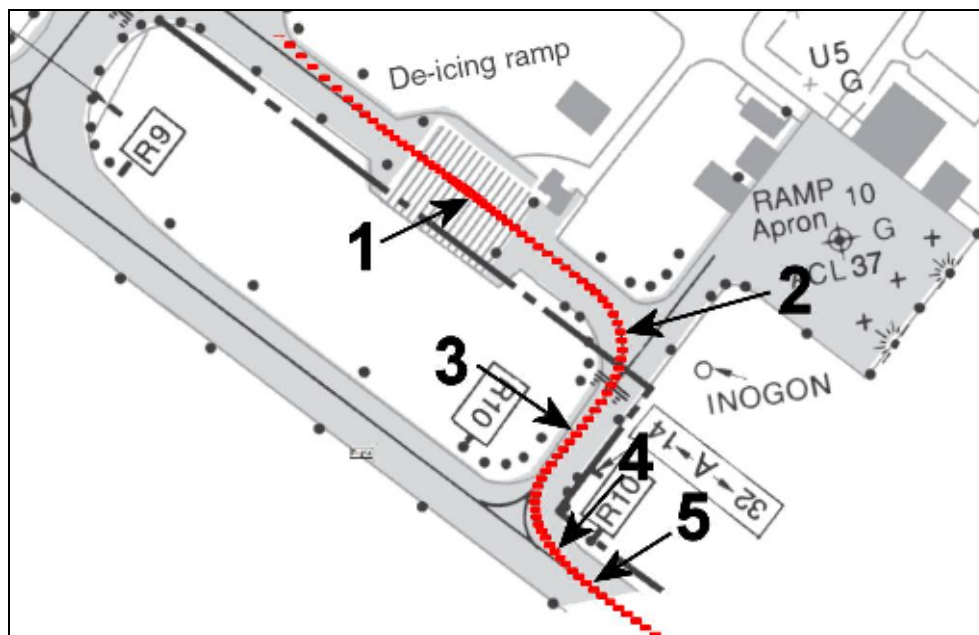 De-icing ramp
U5
G
R9
RAMP 10
Apron
G
ACL 37
1
2
3
R10
INOGON
32 A 14
4
R10
5